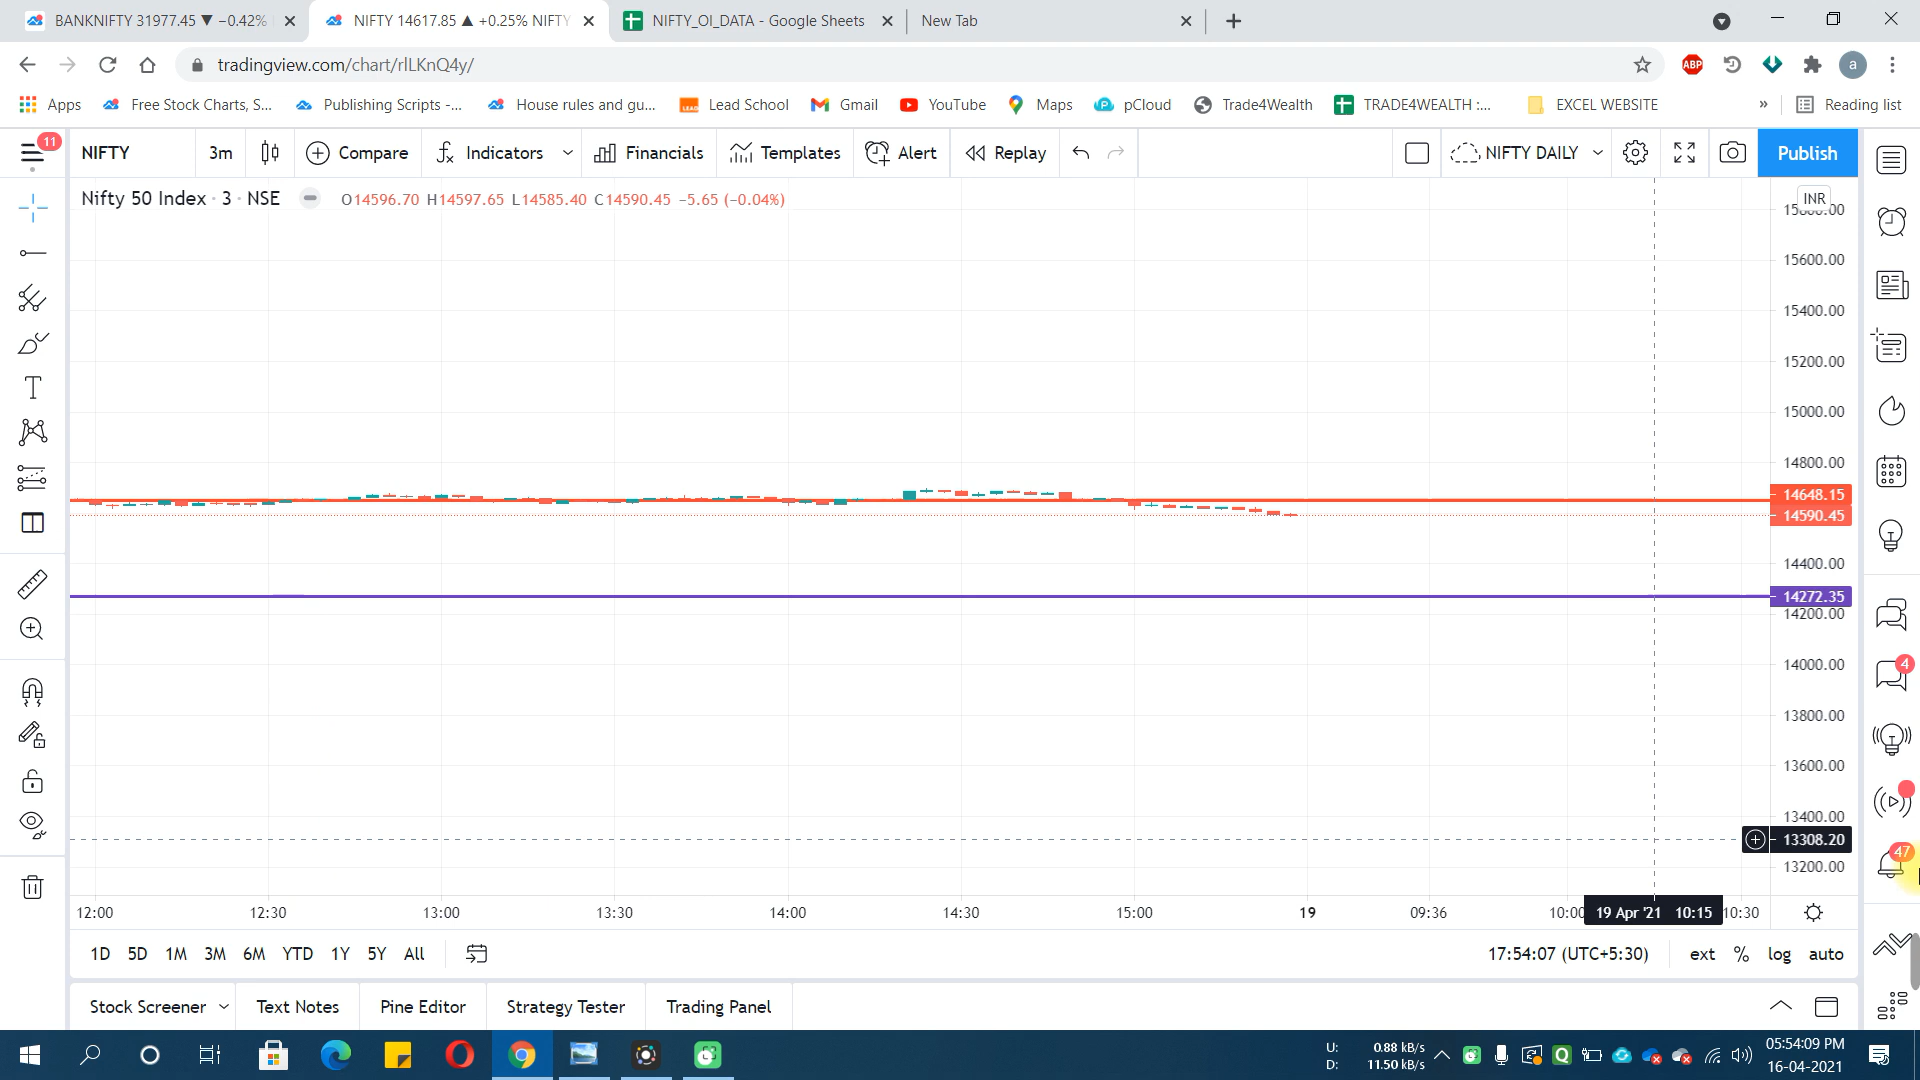 BANKNIFTY 31977.45 ▼ −0.42%
NIFTY 14617.85 ▲ +0.25% NIFTY
NIFTY_OI_DATA - Google Sheets
New Tab
tradingview.com/chart/rlLKnQ4y/
ABP
a
Apps
Free Stock Charts, S...
Publishing Scripts -...
House rules and gu...
Lead School
Gmail
YouTube
Maps
pCloud
Trade4Wealth
TRADE4WEALTH :...
EXCEL WEBSITE
»
Reading list
11
NIFTY
3m
Compare
Indicators
Financials
Templates
Alert
Replay
NIFTY DAILY
Publish
Nifty 50 Index · 3 · NSE
O14596.70 H14597.65 L14585.40 C14590.45 −5.65 (−0.04%)
INR
15600.00
15400.00
15200.00
15000.00
14800.00
14648.15
14590.45
14400.00
14272.35
14200.00
14000.00
13800.00
13600.00
13400.00
13308.20
13200.00
4
47
12:00
12:30
13:00
13:30
14:00
14:30
15:00
19
09:36
10:00
19 Apr '21 10:15
10:30
1D
5D
1M
3M
6M
YTD
1Y
5Y
All
17:54:07 (UTC+5:30)
ext
%
log
auto
Stock Screener
Text Notes
Pine Editor
Strategy Tester
Trading Panel
U: 0.88 kB/s
D: 11.50 kB/s
05:54:09 PM
16-04-2021